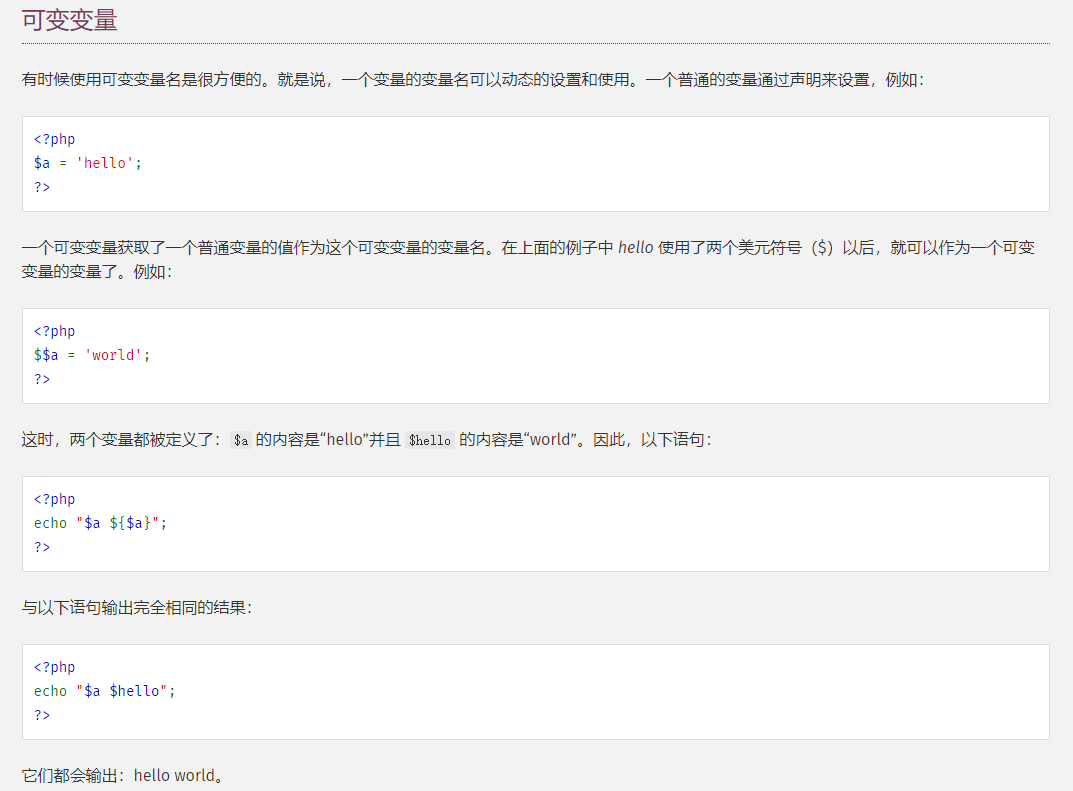 可变变量
有时候使用可变变量名是很方便的。就是说，一个变量的变量名可以动态的设置和使用。一个普通的变量通过声明来设置，例如：
<?php
$a = 'hello';
?>
一个可变变量获取了一个普通变量的值作为这个可变变量的变量名。在上面的例子中 hello 使用了两个美元符号（$）以后，就可以作为一个可变
变量的变量了。例如：
<?php
$$a = 'world';
?>
这时，两个变量都被定义了：$a 的内容是“hello”并且 $hello 的内容是“world”。因此，以下语句：
<?php
echo "$a ${$a}";
?>
与以下语句输出完全相同的结果：
<?php
echo "$a $hello";
?>
它们都会输出：hello world。